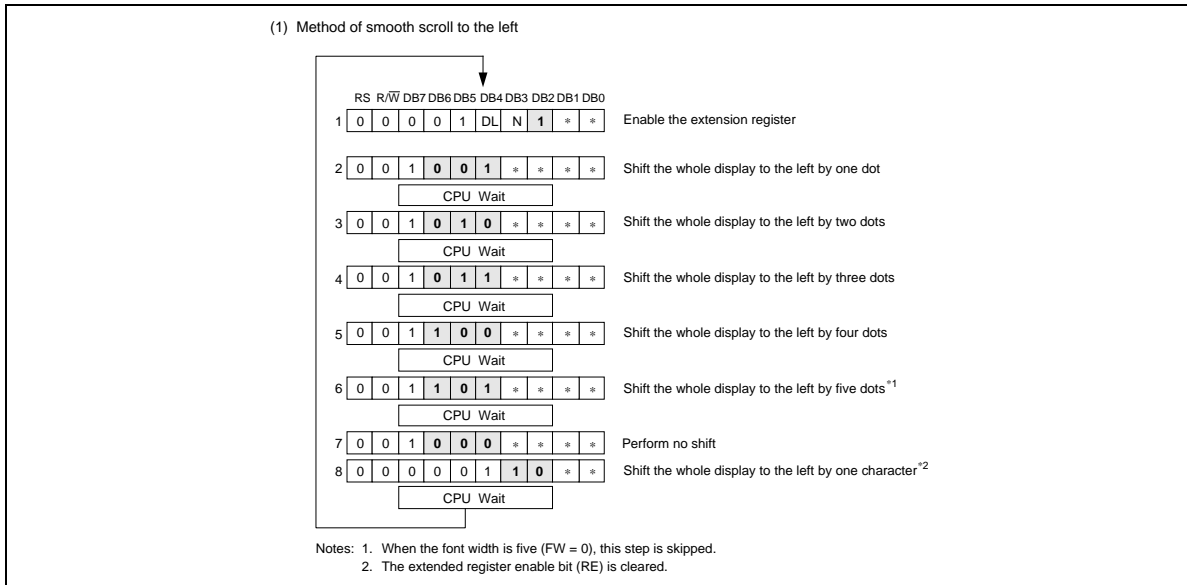 (1) Method of smooth scroll to the left
RS R/W̅ DB7 DB6 DB5 DB4 DB3 DB2 DB1 DB0
1 0 0 0 0 1 DL N 1 * * Enable the extension register
2 0 0 1 0 0 1 * * * * Shift the whole display to the left by one dot
CPU Wait
3 0 0 1 0 1 0 * * * * Shift the whole display to the left by two dots
CPU Wait
4 0 0 1 0 1 1 * * * * Shift the whole display to the left by three dots
CPU Wait
5 0 0 1 1 0 0 * * * * Shift the whole display to the left by four dots
CPU Wait
6 0 0 1 1 0 1 * * * * Shift the whole display to the left by five dots*1
CPU Wait
7 0 0 1 0 0 0 * * * * Perform no shift
8 0 0 0 0 0 1 1 0 * * Shift the whole display to the left by one character*2
CPU Wait
Notes: 1. When the font width is five (FW = 0), this step is skipped.
2. The extended register enable bit (RE) is cleared.